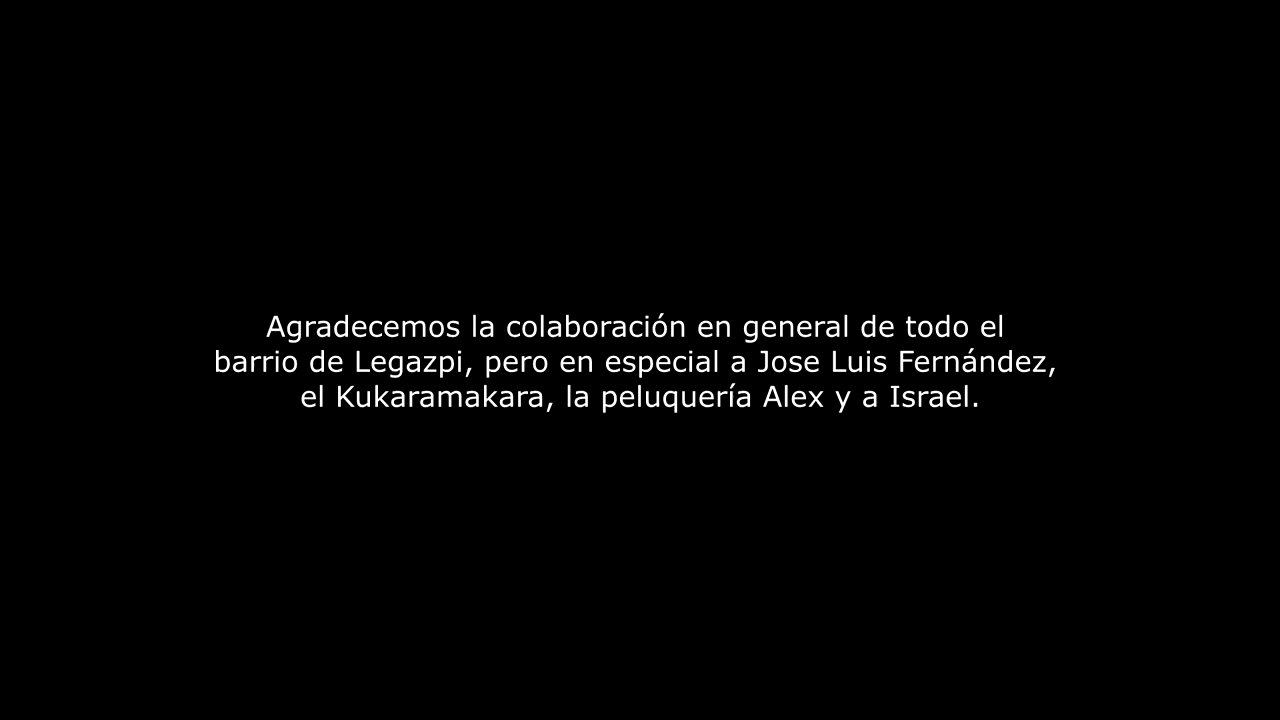 Agradecemos la colaboración en general de todo el
barrio de Legazpi, pero en especial a Jose Luis Fernández,
el Kukaramakara, la peluquería Alex y a Israel.